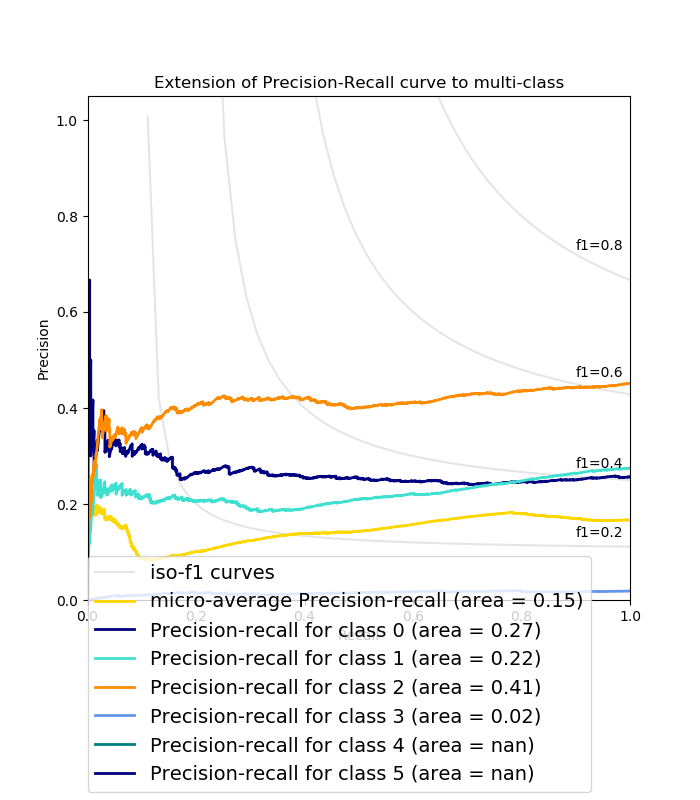 Extension of Precision-Recall curve to multi-class
1.0
0.8
0.6
0.4
0.2
0.0
Precision
f1=0.8
f1=0.6
f1=0.4
f1=0.2
0.0
0.2
0.4
0.6
0.8
1.0
Recall
iso-f1 curves
micro-average Precision-recall (area = 0.15)
Precision-recall for class 0 (area = 0.27)
Precision-recall for class 1 (area = 0.22)
Precision-recall for class 2 (area = 0.41)
Precision-recall for class 3 (area = 0.02)
Precision-recall for class 4 (area = nan)
Precision-recall for class 5 (area = nan)